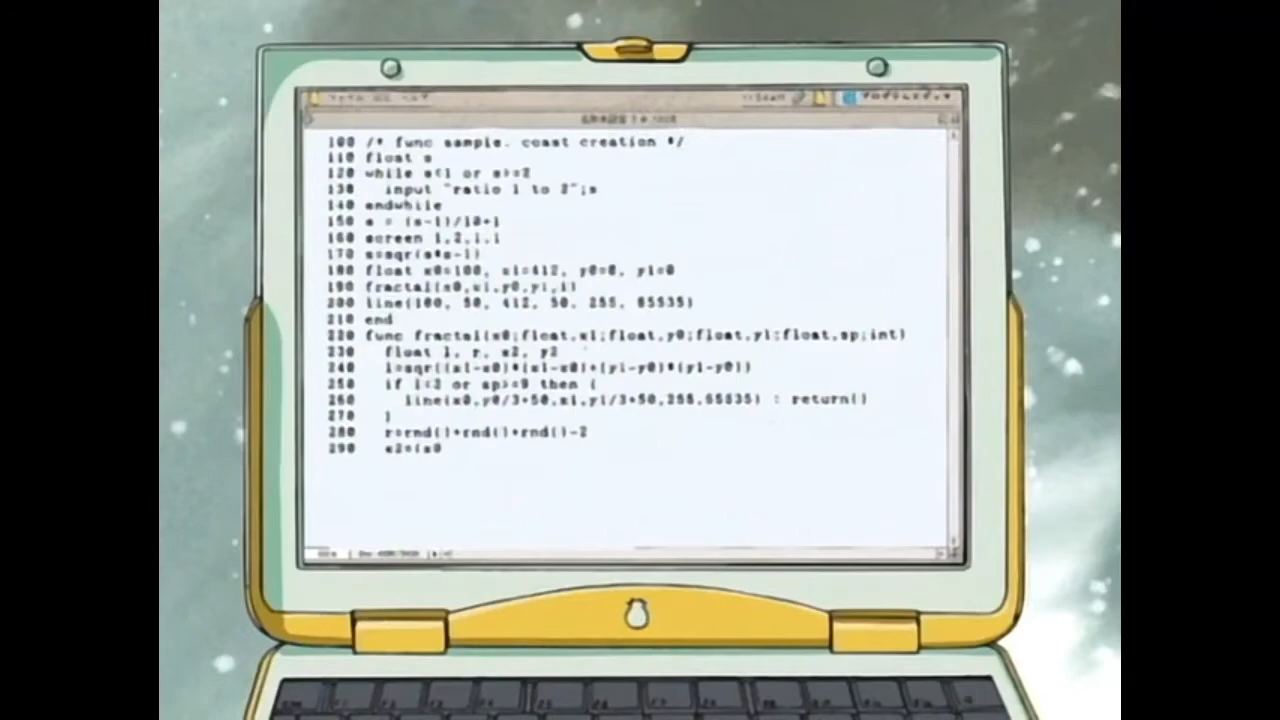 100 /* func sample. coast creation */
110 float s
120 while s<1 or s>=2
130 input "ratio 1 to 2";s
140 endwhile
150 s = (s-1)/10+1
160 screen 1,2,1,1
170 s=sqr(s*s-1)
180 float x0=100, x1=412, y0=0, y1=0
190 fractal(x0,x1,y0,y1,1)
200 line(100, 50, 412, 50, 255, 65535)
210 end
220 func fractal(x0;float,x1;float,y0;float,y1;float,sp;int)
230 float l, r, x2, y2
240 l=sqr((x1-x0)*(x1-x0)+(y1-y0)*(y1-y0))
250 if l<2 or sp>=9 then {
260 line(x0,y0/3+50,x1,y1/3+50,255,65535) : return()
270 }
280 r=rnd()+rnd()+rnd()-2
290 x2=(x0